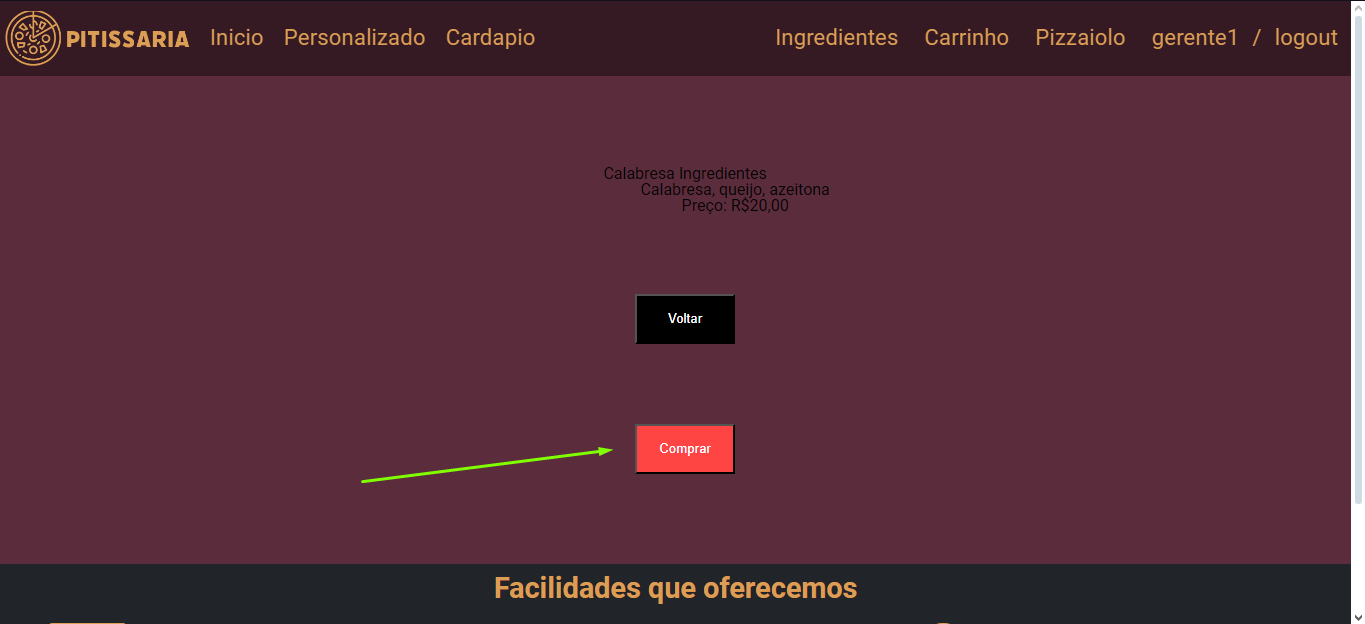 PITISSARIA Inicio Personalizado Cardapio Ingredientes Carrinho Pizzaiolo gerente1 / logout
Calabresa Ingredientes
Calabresa, queijo, azeitona
Preço: R$20,00
Voltar
Comprar
Facilidades que oferecemos